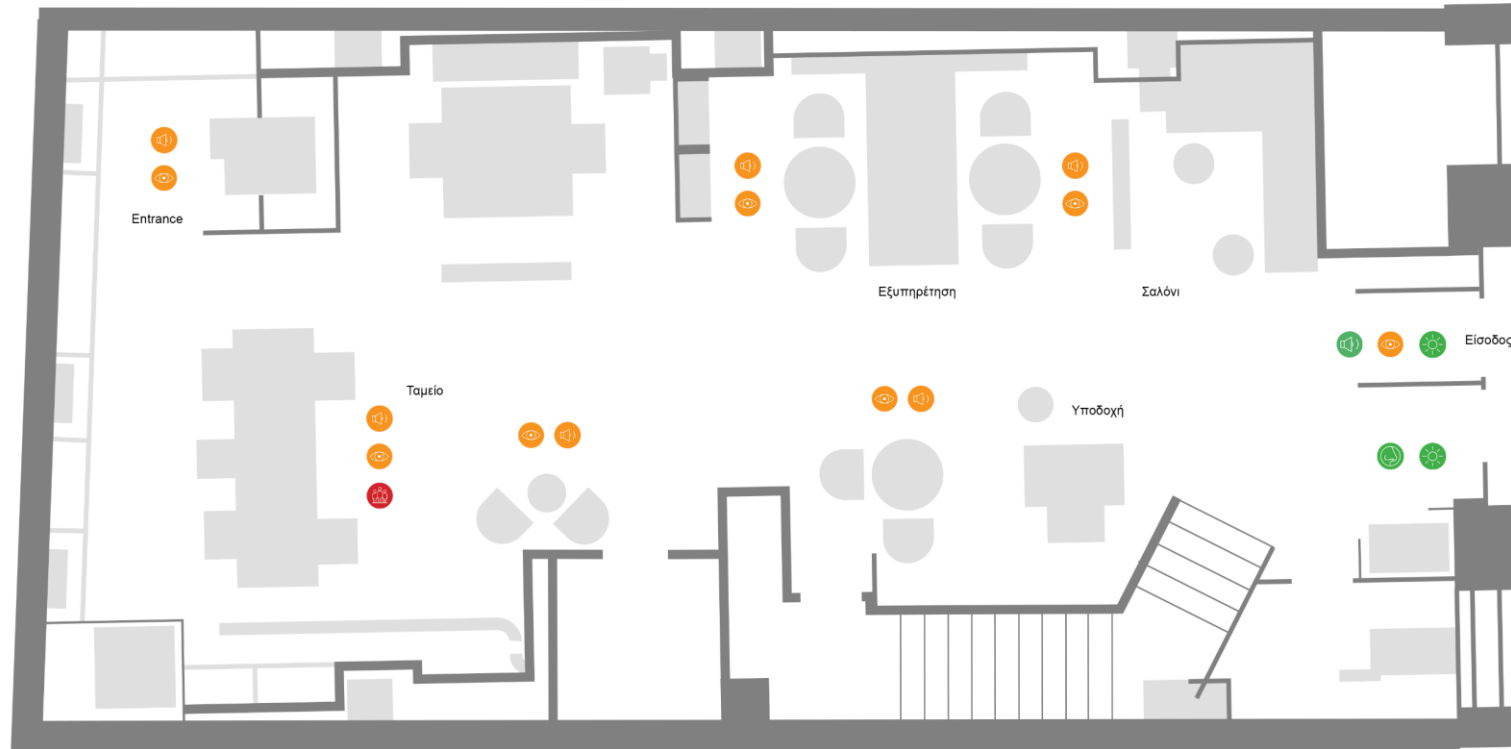 Entrance
Εξυπηρέτηση
Σαλόνι
Είσοδος
Ταμείο
Υποδοχή